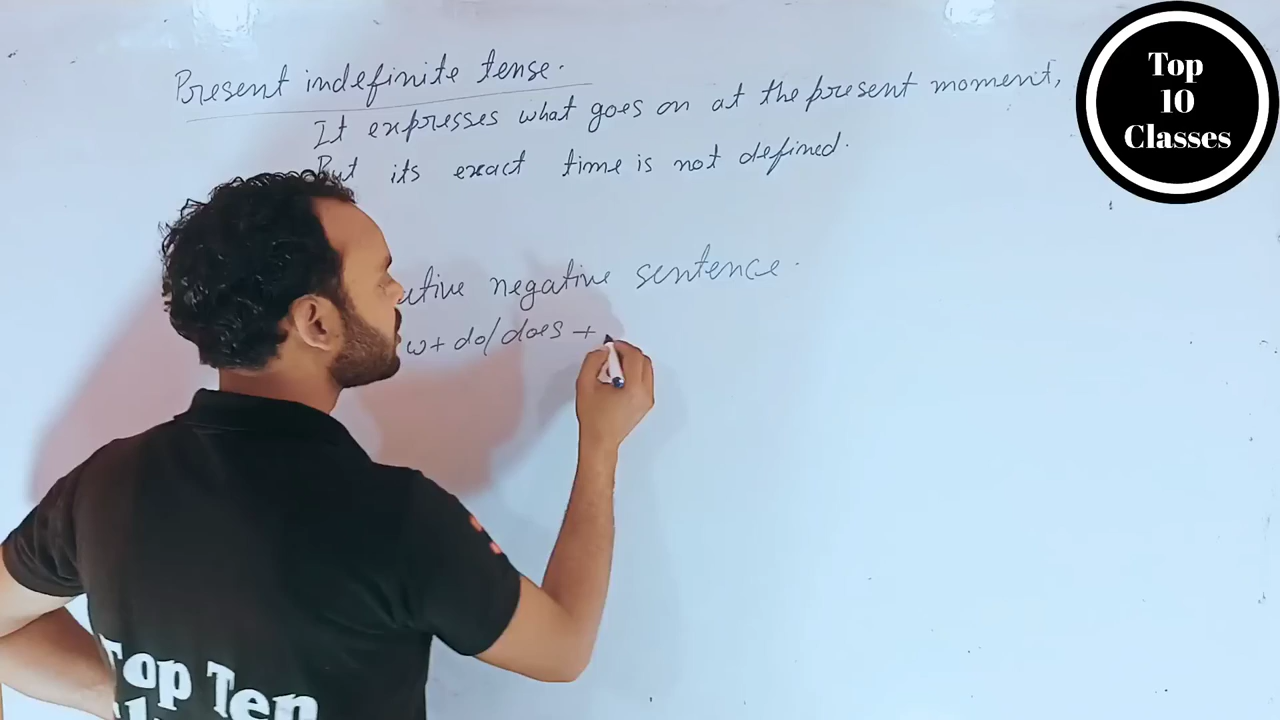 Present indefinite tense.
It expresses what goes on at the present moment,
But its exact time is not defined.
negative sentence.
w+ do/does +
Top
10
Classes
Top Ten